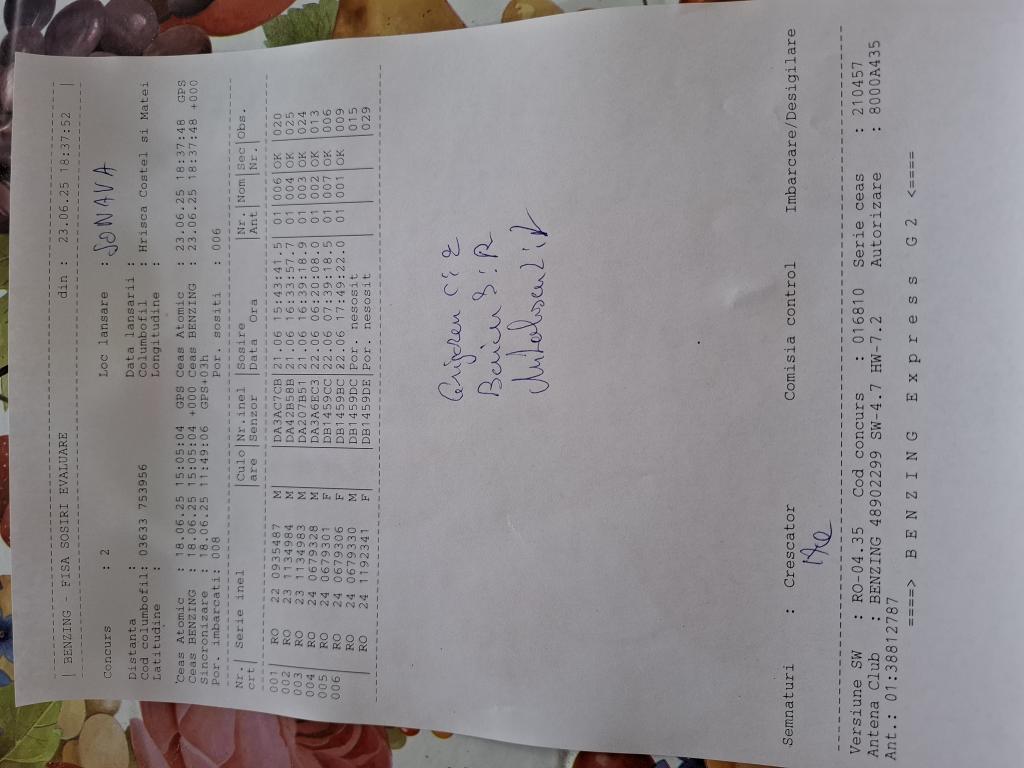 | BENZING - FISA SOSIRI EVALUARE din : 23.06.25 18:37:52 |
Concurs : 2 Loc lansare : SONAVA
Distanta : Data lansarii :
Cod columbofil: 03633 753956 Columbofil : Hrisca Costel si Matei
Latitudine : Longitudine :
Ceas Atomic : 18.06.25 15:05:04 GPS Ceas Atomic : 23.06.25 18:37:48 GPS
Ceas BENZING : 18.06.25 15:05:04 +000 Ceas BENZING : 23.06.25 18:37:48 +000
Sincronizare : 18.06.25 11:49:06 GPS+03h
Por. imbarcati: 008 Por. sositi : 006
Nr.| Serie inel |Culo|Nr.inel |Sosire |Nr. |Nom|Sec|Obs.
crt| |are |Senzor |Data Ora |Ant| |Nr.|
001 | RO 22 0935487 M | |DA3AC7CB|21.06 15:43:41.5| 01|006|OK |020
002 | RO 23 1134984 M | |DA42B5BB|21.06 16:33:57.7| 01|004|OK |025
003 | RO 23 1134983 M | |DA207B51|21.06 16:39:18.9| 01|003|OK |024
004 | RO 24 0679328 M | |DA3A6EC3|22.06 06:20:08.0| 01|002|OK |013
005 | RO 24 0679301 F | |DB1459CC|22.06 07:39:18.5| 01|007|OK |006
006 | RO 24 0679306 F | |DB1459BC|22.06 17:49:22.0| 01|001|OK |009
| RO 24 0679330 M | |DB1459DC|Por. nesosit | | | |015
| RO 24 1192341 F | |DB1459DE|Por. nesosit | | | |029
Semnaturi : Crescator Comisia control Imbarcare/Desigilare
Versiune SW : RO-04.35 Cod concurs : 016810 Serie ceas : 210457
Antena Club : BENZING 48902299 SW-4.7 HW-7.2 Autorizare : 8000A435
Ant.: 01:388812787
====> B E N Z I N G E x p r e s s G 2 <====